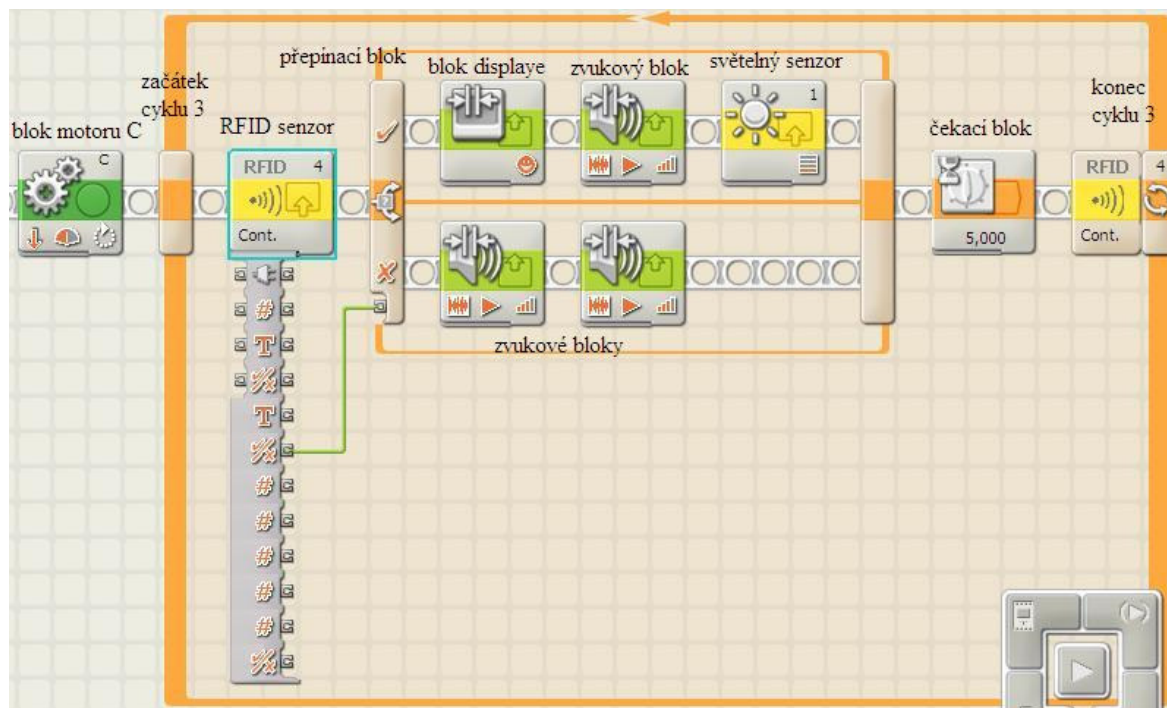 přepínací blok
blok displaye
zvukový blok
světelný senzor
začátek
cyklu 3
konec
cyklu 3
blok motoru C
RFID senzor
čekací blok
C
RFID 4
Cont.
1
2
5,000
RFID 4
Cont.
zvukové bloky
#
T
T
#
#
#
#
#